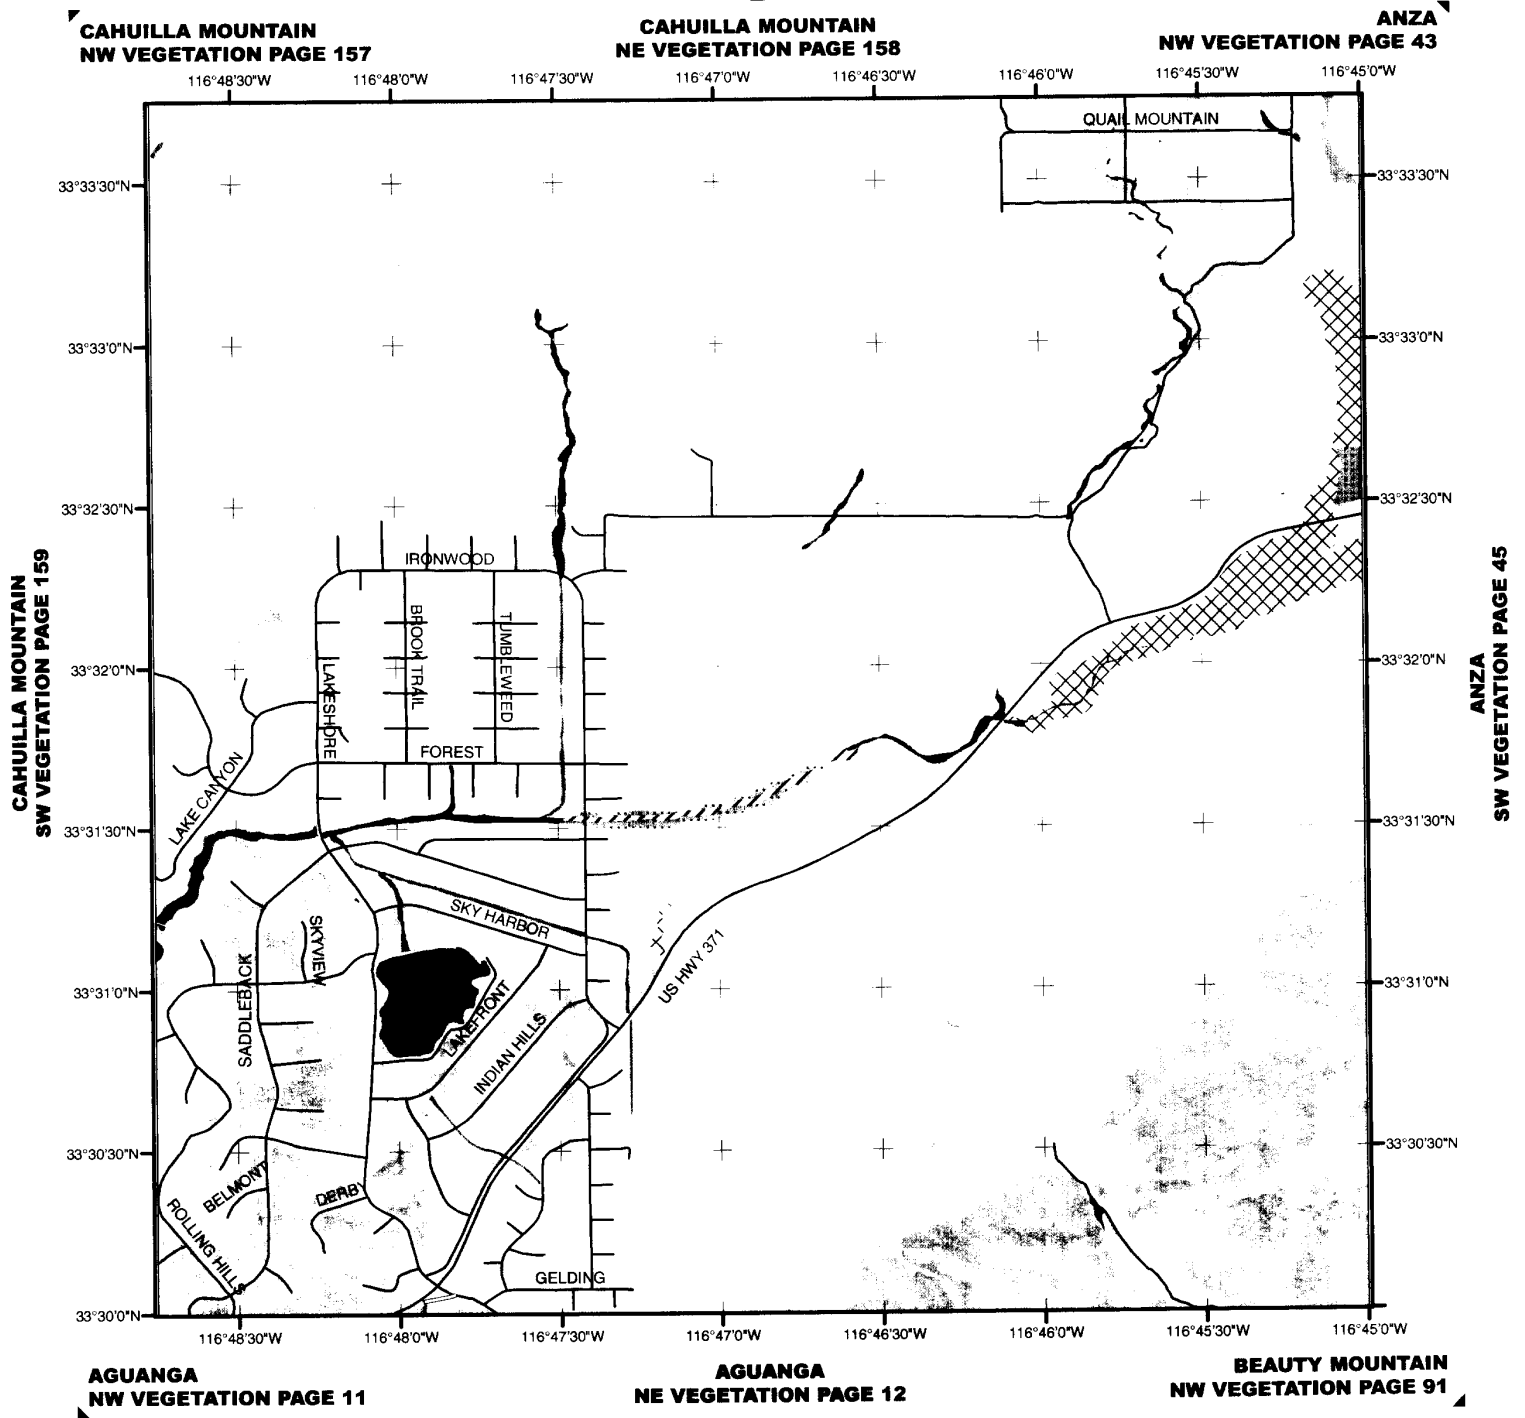 CAHUILLA MOUNTAIN
NW VEGETATION PAGE 157
CAHUILLA MOUNTAIN
NE VEGETATION PAGE 158
ANZA
NW VEGETATION PAGE 43
116°48'30"W
116°48'0"W
116°47'30"W
116°47'0"W
116°46'30"W
116°46'0"W
116°45'30"W
116°45'0"W
QUAIL MOUNTAIN
33°33'30"N
33°33'30"N
33°33'0"N
33°33'0"N
33°32'30"N
33°32'30"N
IRONWOOD
BROOK TRAIL
TUMBLEWEED
LAKESHORE
CAHUILLA MOUNTAIN
SW VEGETATION PAGE 159
ANZA
SW VEGETATION PAGE 45
33°32'0"N
33°32'0"N
FOREST
LAKE CANYON
33°31'30"N
33°31'30"N
SKY HARBOR
SKYVIEW
SADDLEBACK
US HWY 371
33°31'0"N
33°31'0"N
LAKEFRONT
INDIAN HILLS
33°30'30"N
33°30'30"N
BELMONT
DERBY
ROLLING HILLS
GELDING
33°30'0"N
116°48'30"W
116°48'0"W
116°47'30"W
116°47'0"W
116°46'30"W
116°46'0"W
116°45'30"W
116°45'0"W
AGUANGA
NW VEGETATION PAGE 11
AGUANGA
NE VEGETATION PAGE 12
BEAUTY MOUNTAIN
NW VEGETATION PAGE 91